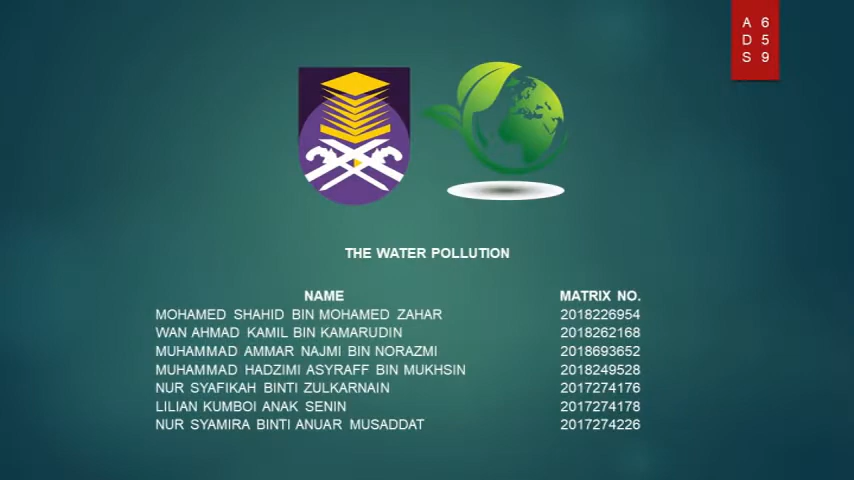 A 6
D 5
S 9
THE WATER POLLUTION
NAME MATRIX NO.
MOHAMED SHAHID BIN MOHAMED ZAHAR 2018226954
WAN AHMAD KAMIL BIN KAMARUDIN 2018262168
MUHAMMAD AMMAR NAJMI BIN NORAZMI 2018693652
MUHAMMAD HADZIMI ASYRAFF BIN MUKHSIN 2018249528
NUR SYAFIKAH BINTI ZULKARNAIN 2017274176
LILIAN KUMBOI ANAK SENIN 2017274178
NUR SYAMIRA BINTI ANUAR MUSADDAT 2017274226